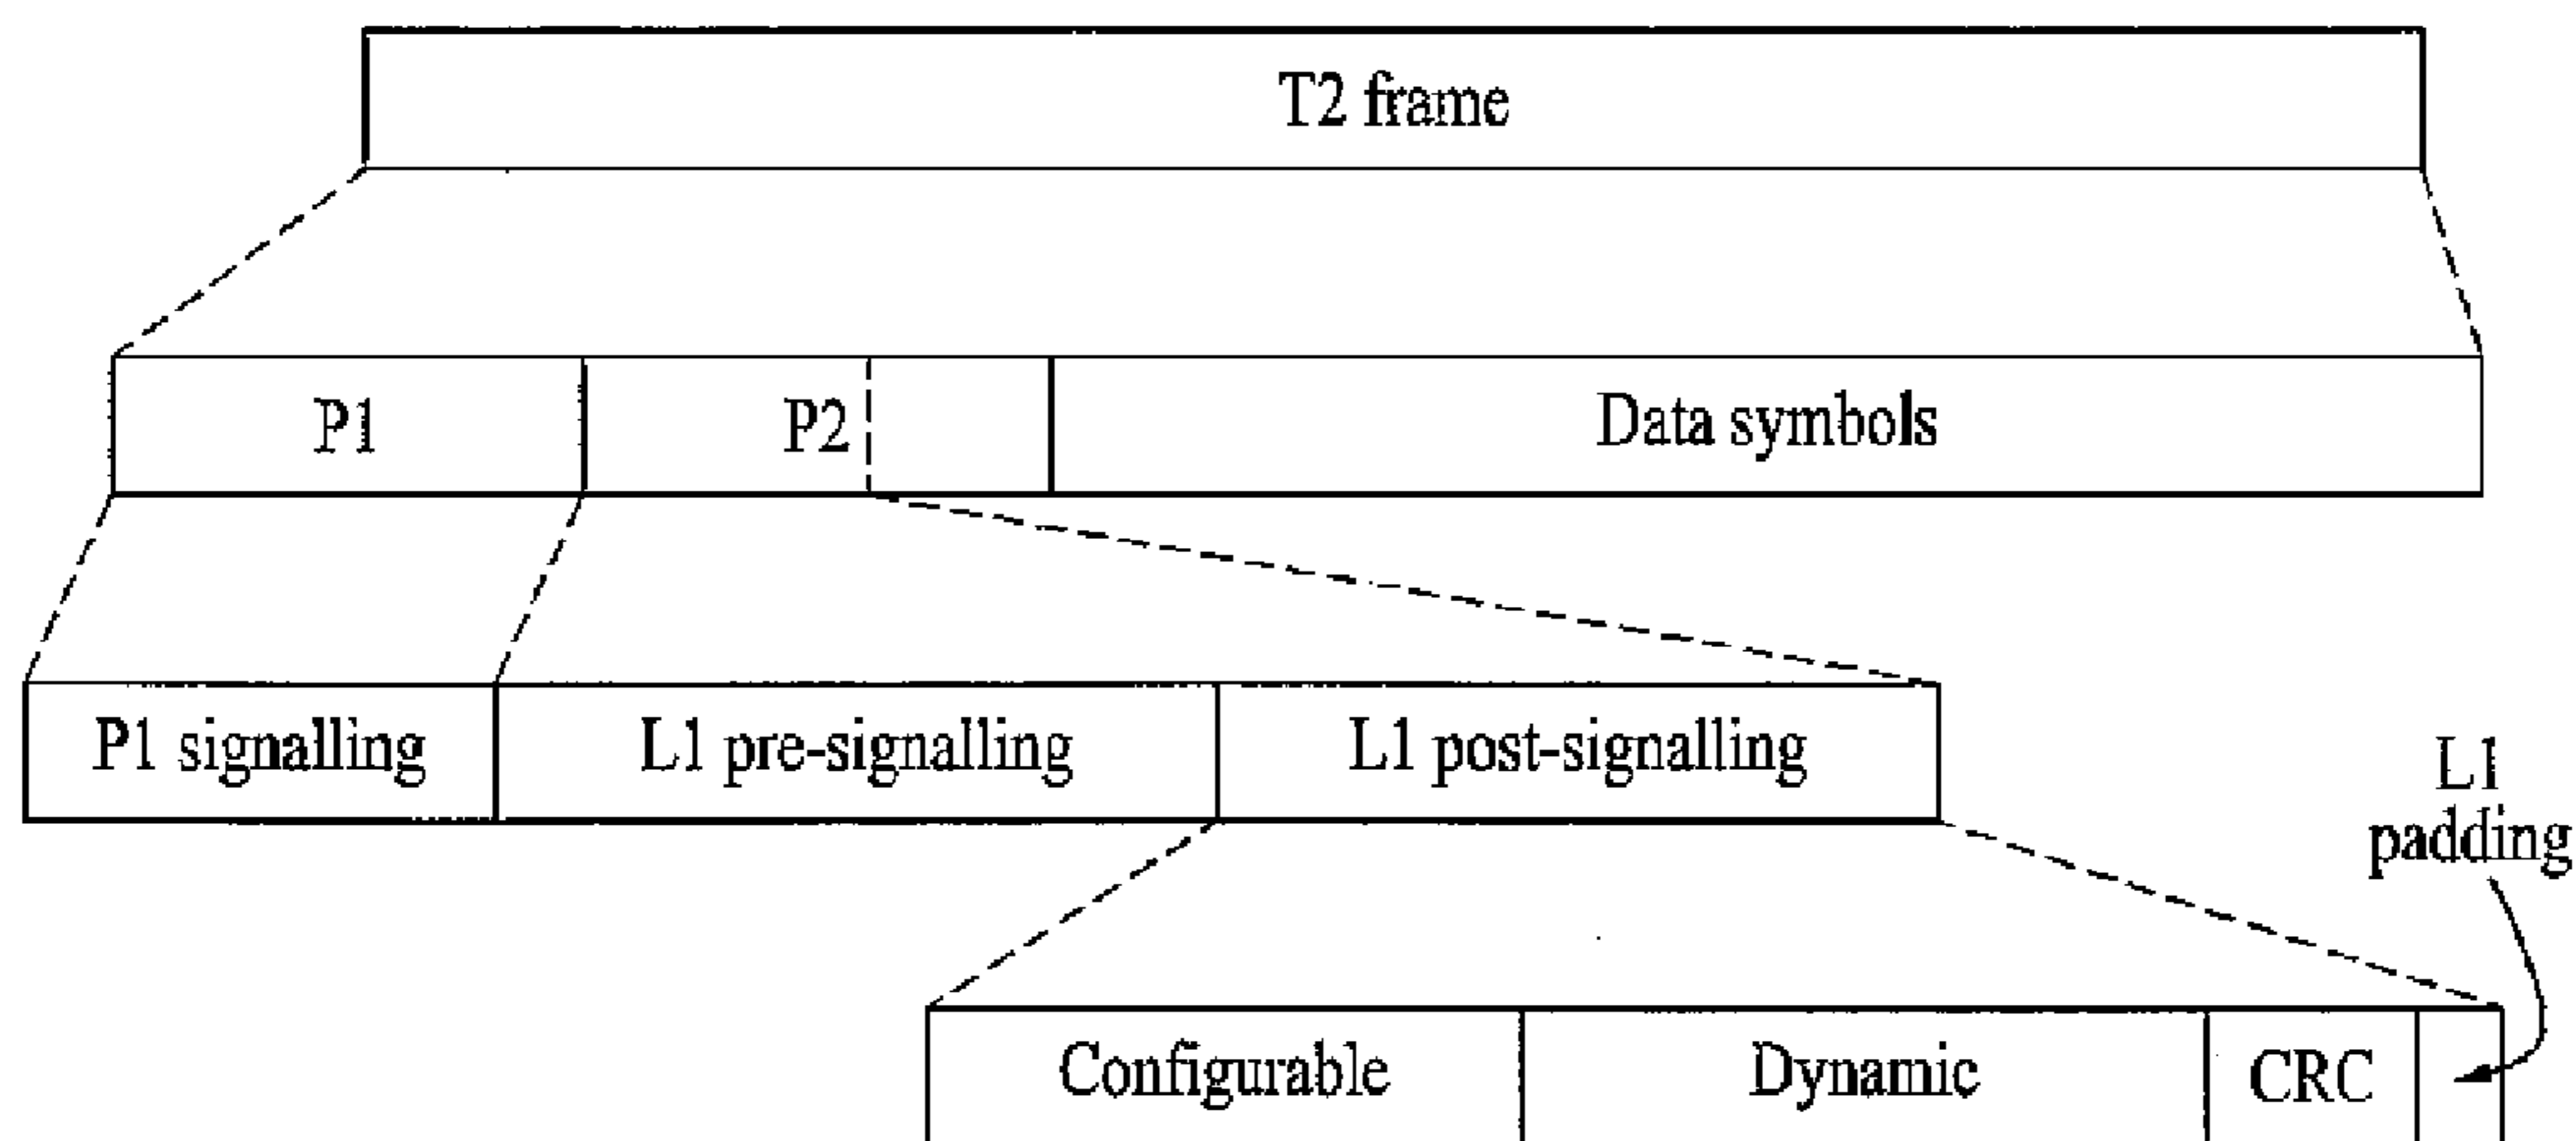 T2 frame
P1 P2 Data symbols
P1 signalling L1 pre-signalling L1 post-signalling
L1
padding
Configurable Dynamic CRC